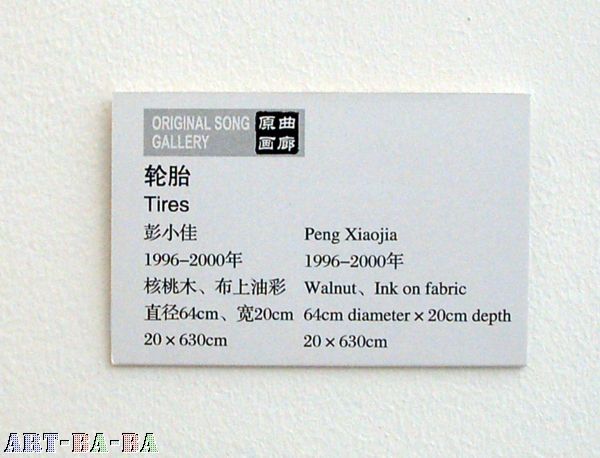 ORIGINAL SONG
GALLERY
原曲
画廊
轮胎
Tires
彭小佳 Peng Xiaojia
1996–2000年 1996–2000年
核桃木、布上油彩 Walnut、Ink on fabric
直径64cm、宽20cm 64cm diameter × 20cm depth
20 × 630cm 20 × 630cm
ART-BA-BA